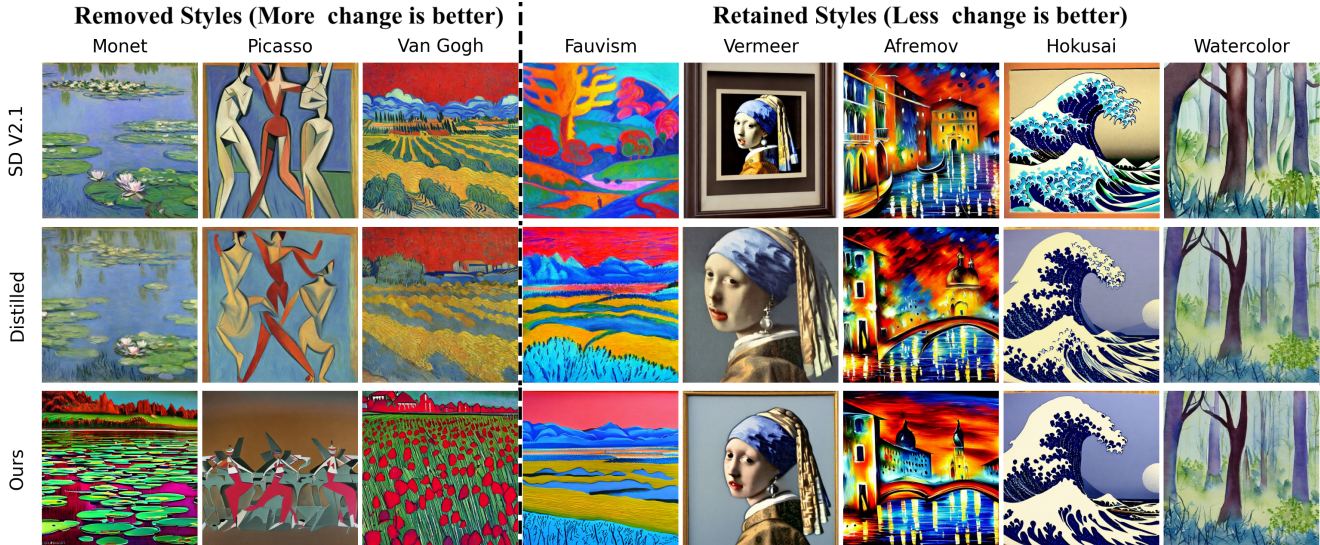 Removed Styles (More change is better)
Retained Styles (Less change is better)
Monet
Picasso
Van Gogh
Fauvism
Vermeer
Afremov
Hokusai
Watercolor
SD V2.1
Distilled
Ours